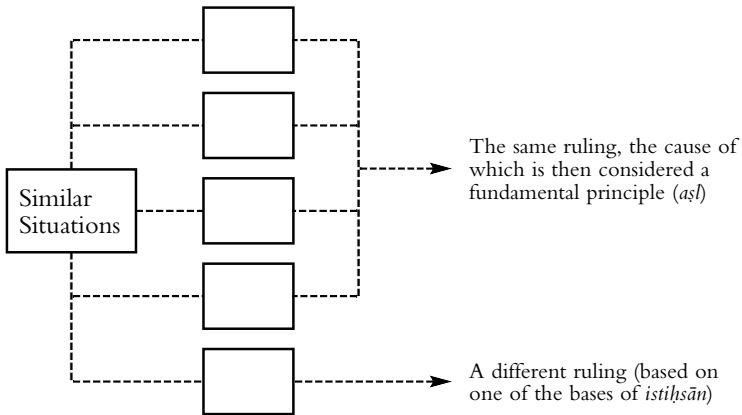 Similar
Situations
The same ruling, the cause of
which is then considered a
fundamental principle (aṣl)
A different ruling (based on
one of the bases of istiḥsān)